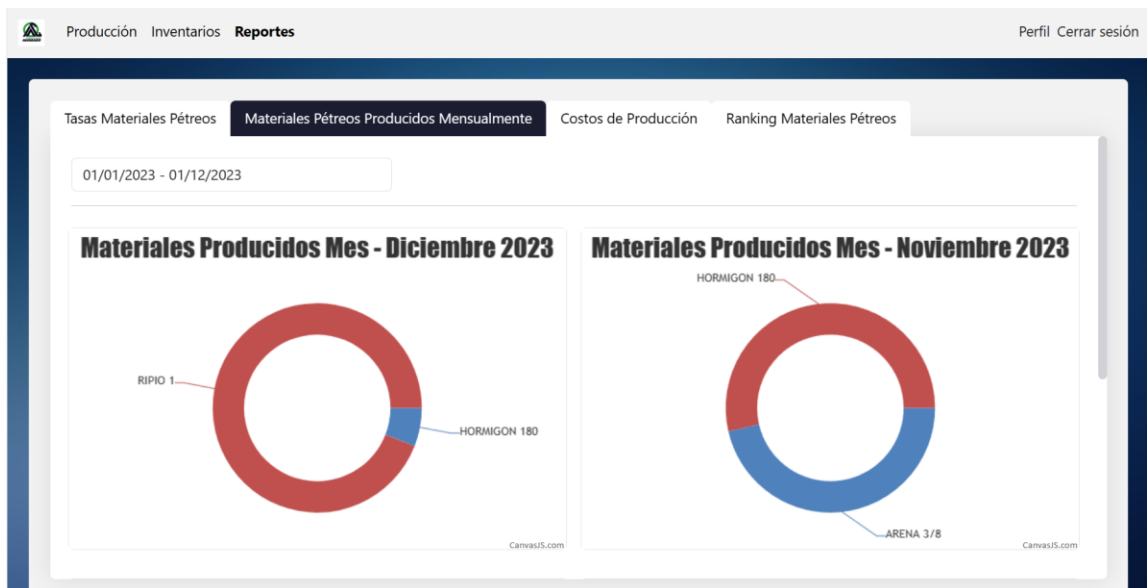 Producción Inventarios Reportes Perfil Cerrar sesión
Tasas Materiales Pétreos Materiales Pétreos Producidos Mensualmente Costos de Producción Ranking Materiales Pétreos
01/01/2023 - 01/12/2023
Materiales Producidos Mes - Diciembre 2023
RIPIO 1
HORMIGON 180
CanvasJS.com
Materiales Producidos Mes - Noviembre 2023
HORMIGON 180
ARENA 3/8
CanvasJS.com